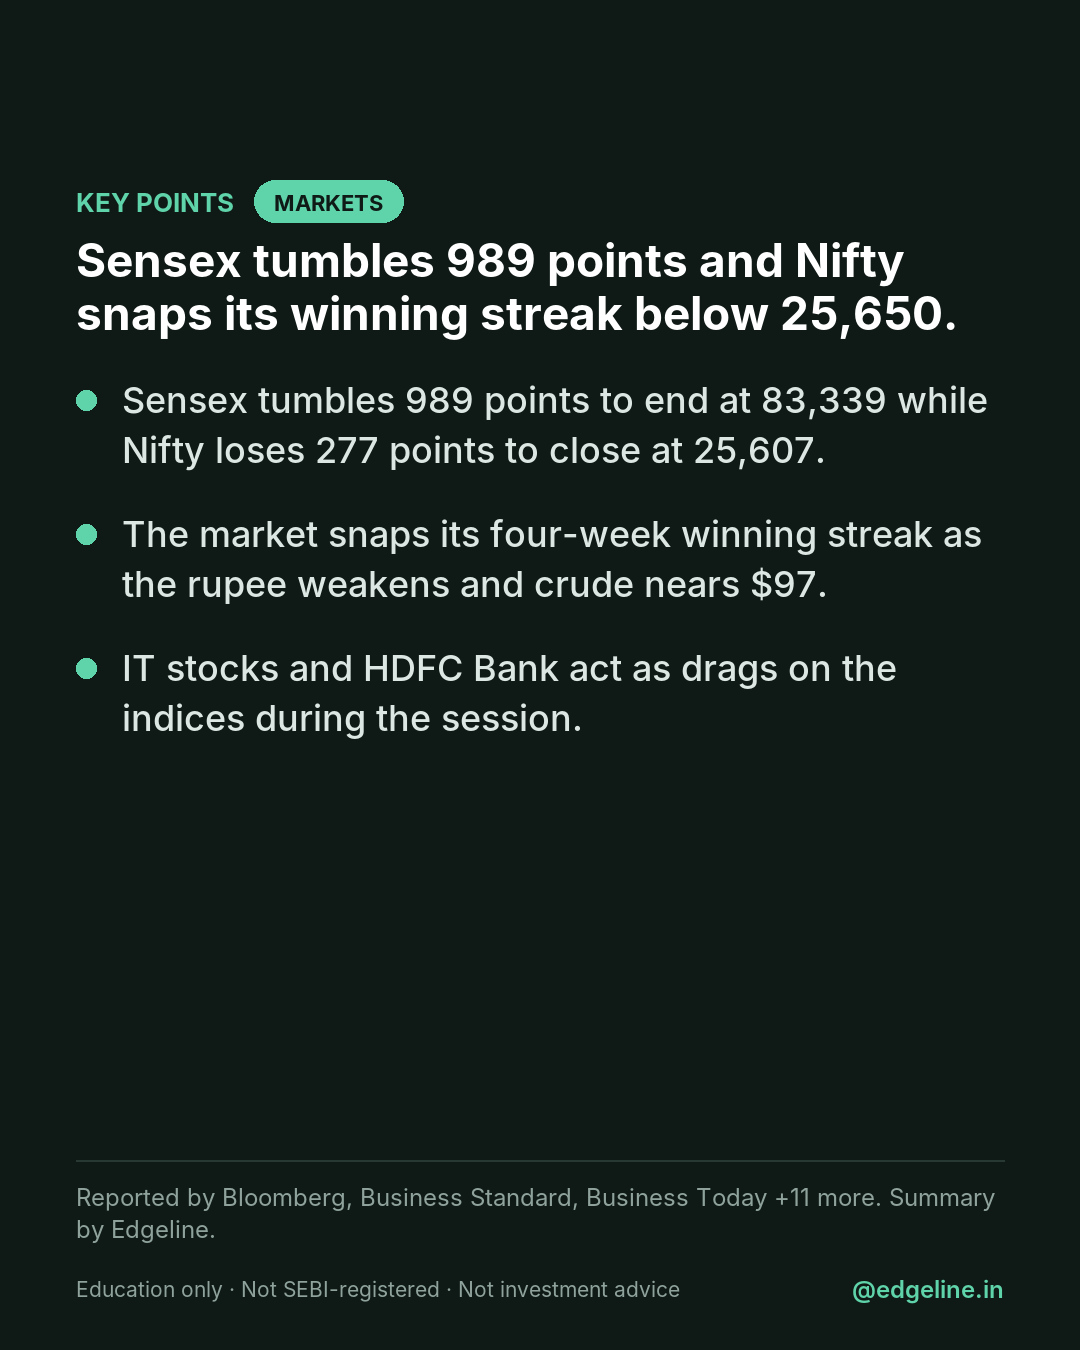 KEY POINTS MARKETS
Sensex tumbles 989 points and Nifty
snaps its winning streak below 25,650.
Sensex tumbles 989 points to end at 83,339 while
Nifty loses 277 points to close at 25,607.
The market snaps its four-week winning streak as
the rupee weakens and crude nears $97.
IT stocks and HDFC Bank act as drags on the
indices during the session.
Reported by Bloomberg, Business Standard, Business Today +11 more. Summary
by Edgeline.
Education only · Not SEBI-registered · Not investment advice @edgeline.in